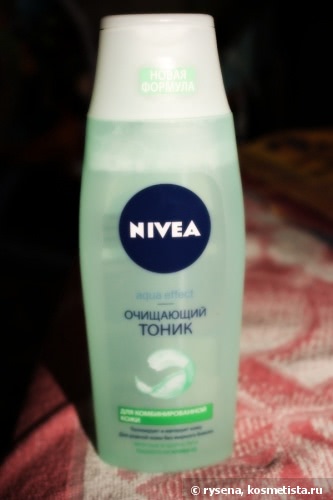 НОВАЯ
ФОРМУЛА
NIVEA
aqua effect
ОЧИЩАЮЩИЙ
ТОНИК
ДЛЯ КОМБИНИРОВАННОЙ
КОЖИ
© rysena, kosmetista.ru